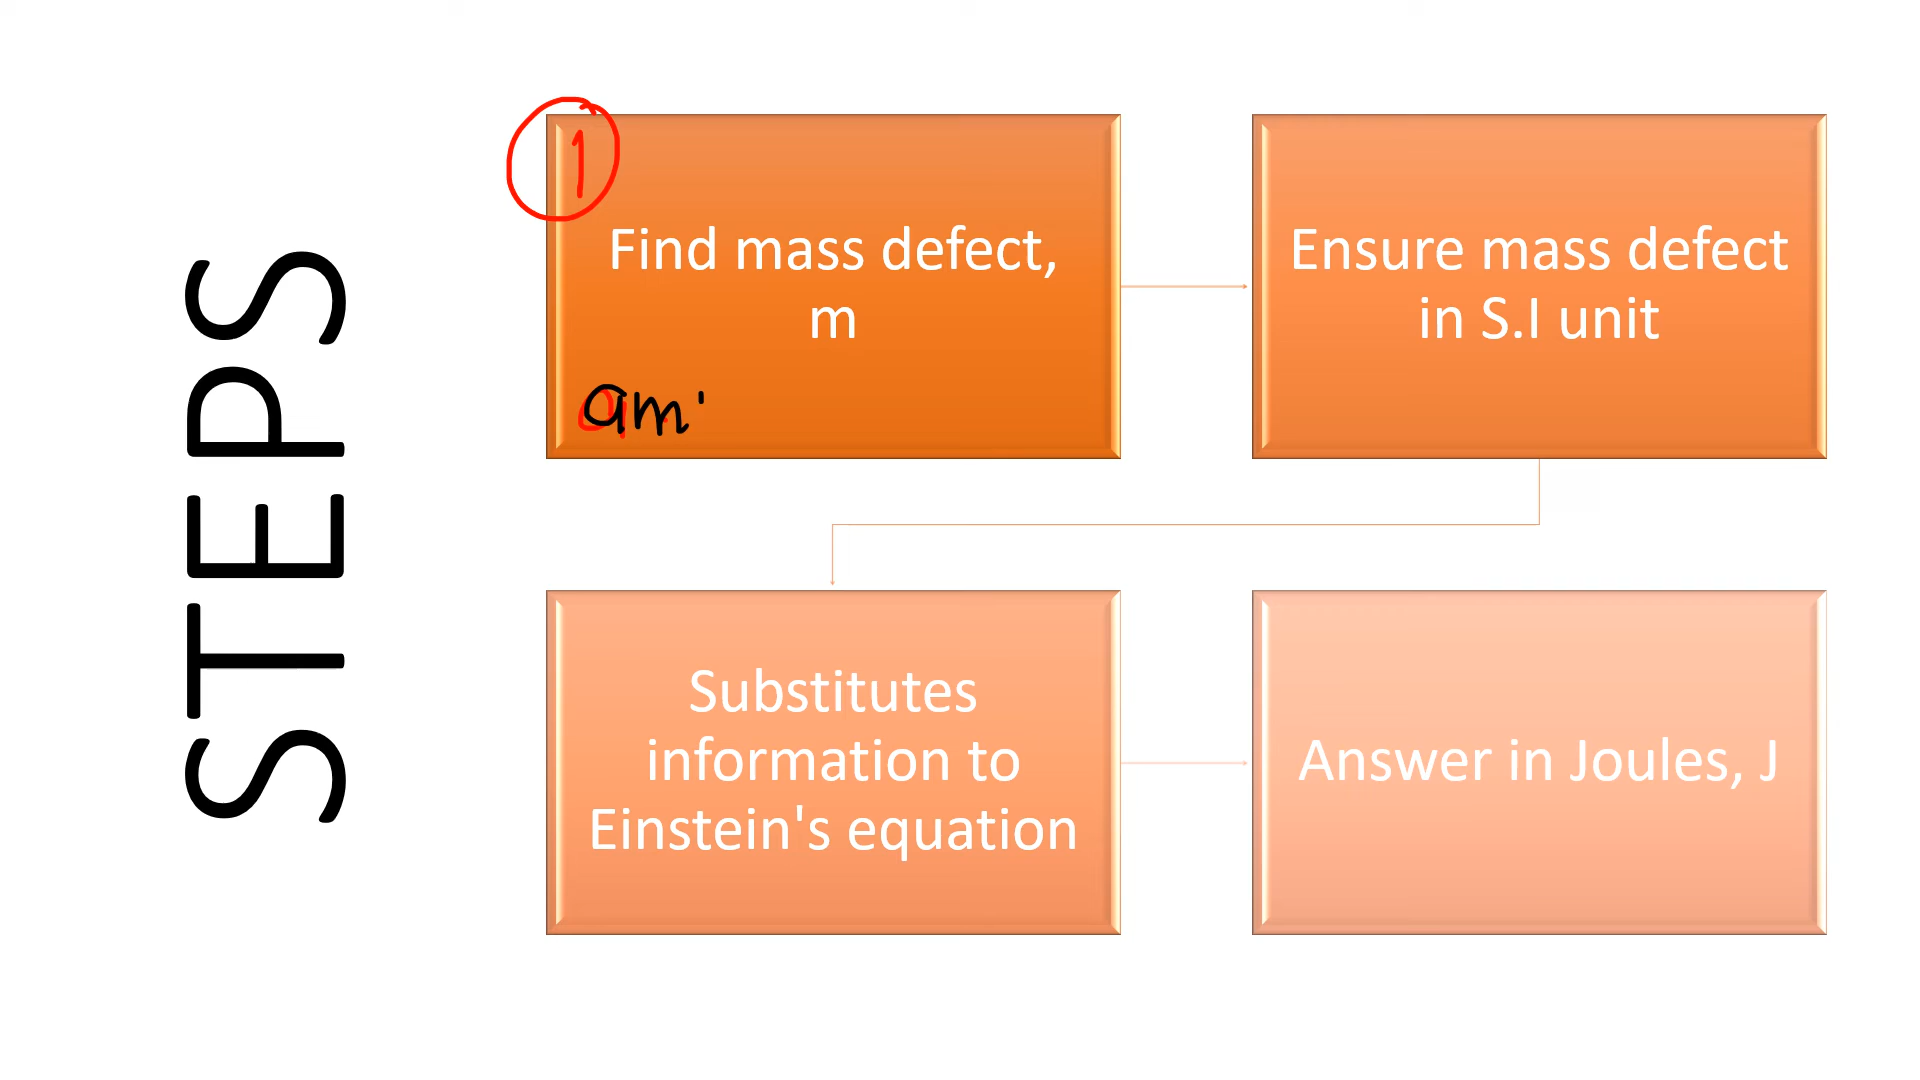 STEPS
1
Find mass defect,
m
am
Ensure mass defect
in S.I unit
Substitutes
information to
Einstein's equation
Answer in Joules, J